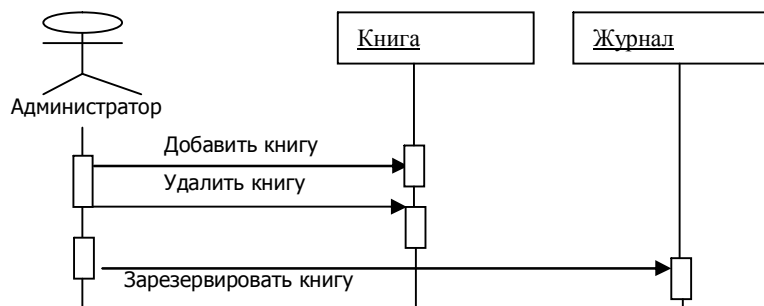 Книга
Журнал
Администратор
Добавить книгу
Удалить книгу
Зарезервировать книгу